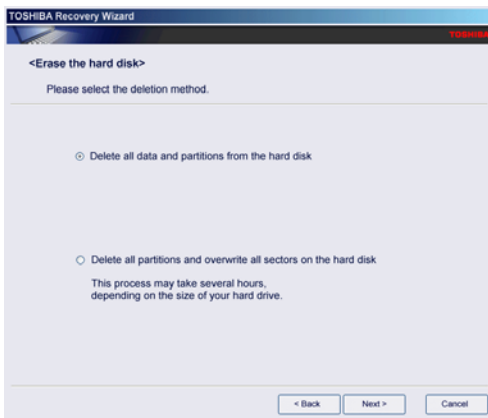 TOSHIBA Recovery Wizard
TOSHIBA
<Erase the hard disk>
Please select the deletion method.
Delete all data and partitions from the hard disk
Delete all partitions and overwrite all sectors on the hard disk
This process may take several hours,
depending on the size of your hard drive.
< Back Next > Cancel